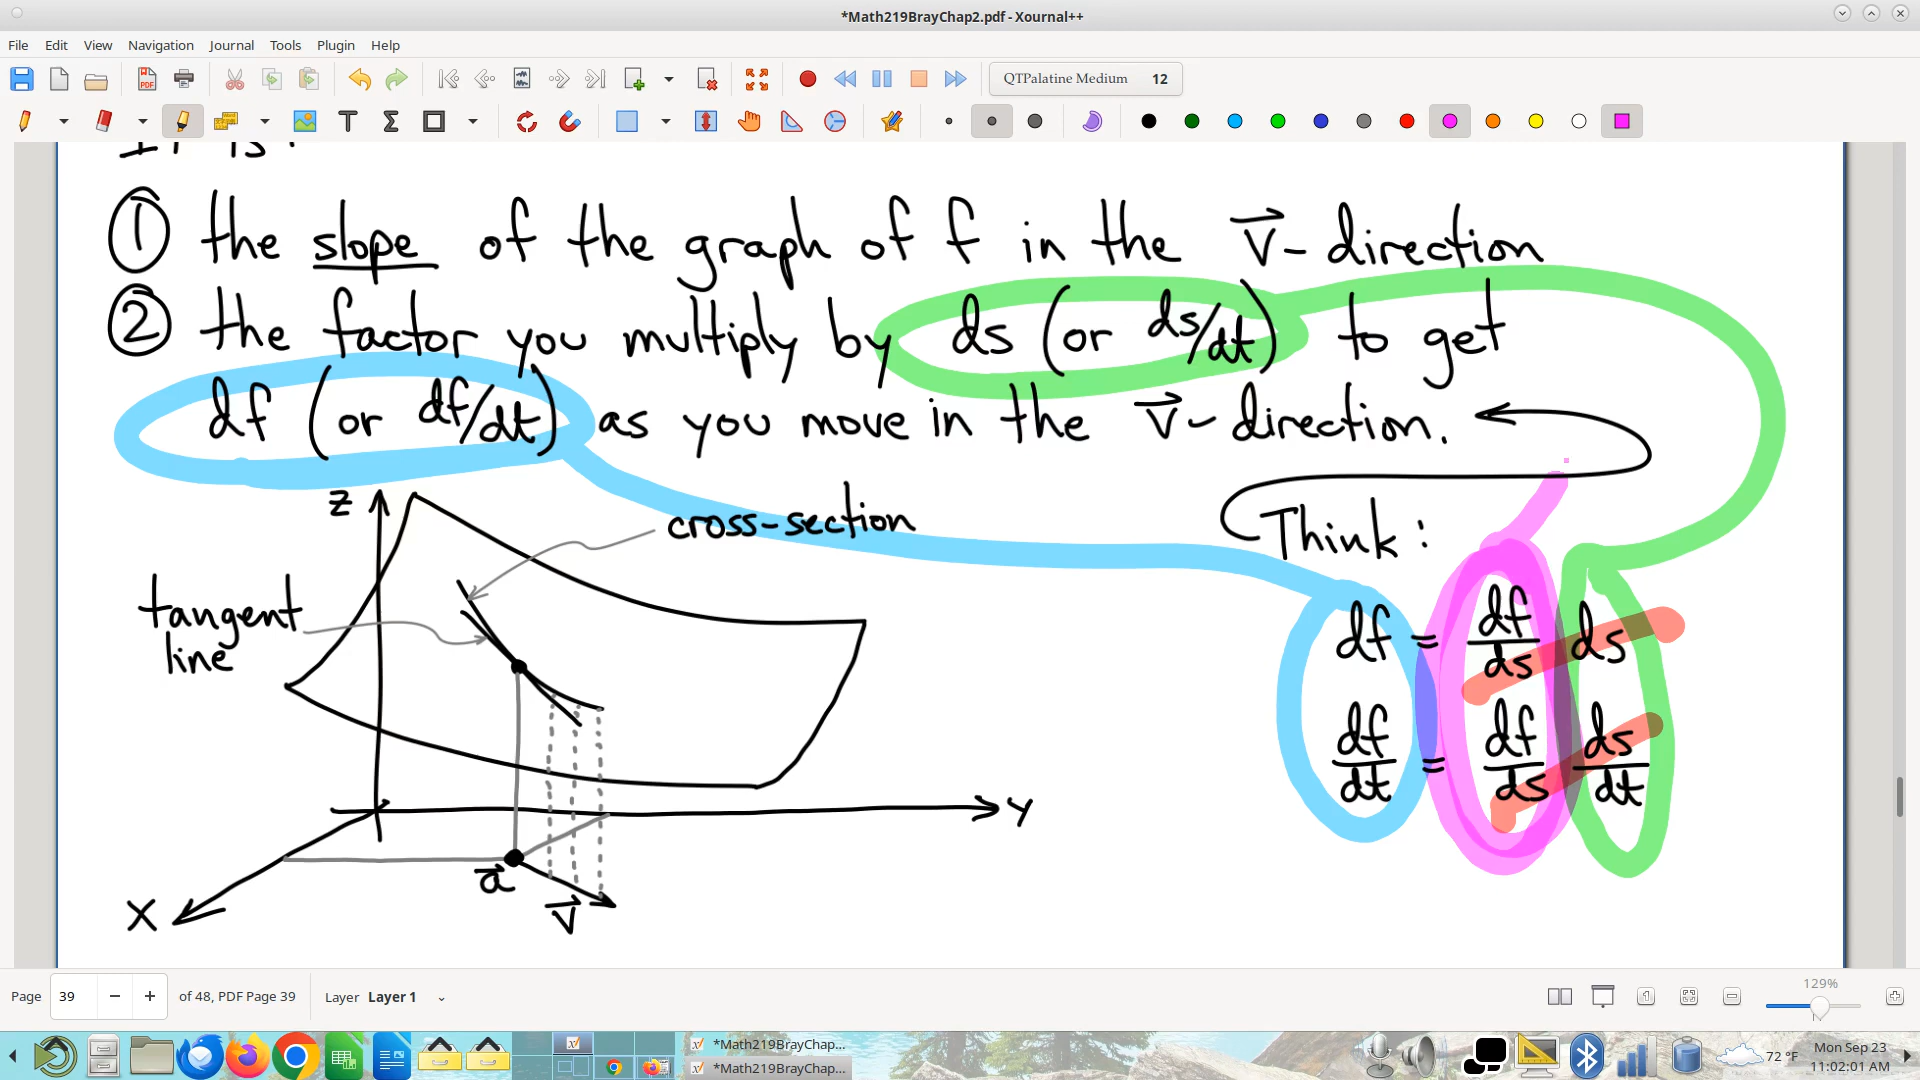 *Math219BrayChap2.pdf - Xournal++
File Edit View Navigation Journal Tools Plugin Help
QTPalatine Medium 12
① the slope of the graph of f in the v⃗-direction
② the factor you multiply by ds (or ds/dt) to get
df (or df/dt) as you move in the v⃗-direction.
Think:
z
cross-section
tangent
line
df = df/ds ds
df/dt = df/ds ds/dt
y
a⃗
x
v⃗
Page 39 of 48, PDF Page 39 Layer Layer 1
129%
*Math219BrayChap...
*Math219BrayChap...
72 °F
Mon Sep 23
11:02:01 AM